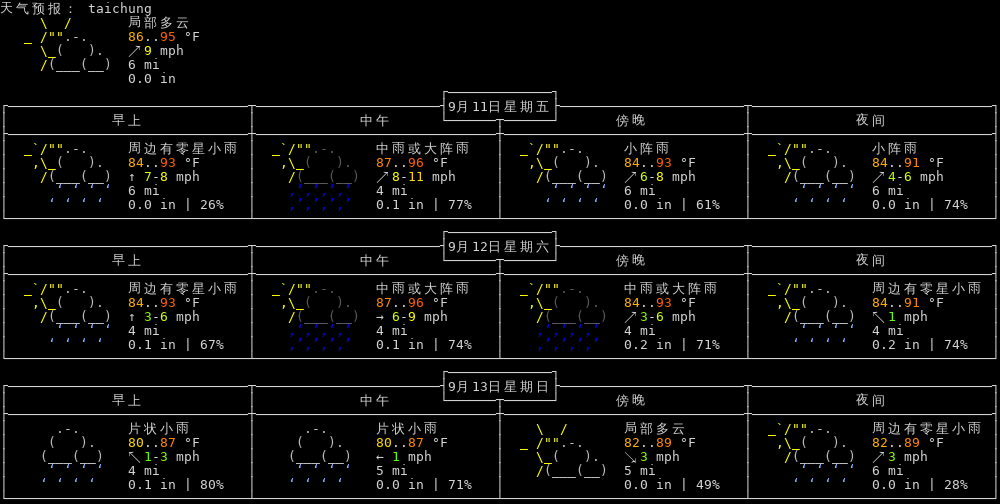 天气预报： taichung
局部多云
86..95 °F
↗9 mph
6 mi
0.0 in
9月11日星期五
早上 中午 傍晚 夜间
周边有零星小雨 中雨或大阵雨 小阵雨 小阵雨
84..93 °F 87..96 °F 84..93 °F 84..91 °F
↑ 7-8 mph ↗8-11 mph ↗6-8 mph ↗4-6 mph
6 mi 4 mi 6 mi 6 mi
0.0 in | 26% 0.1 in | 77% 0.0 in | 61% 0.0 in | 74%
9月12日星期六
早上 中午 傍晚 夜间
周边有零星小雨 中雨或大阵雨 中雨或大阵雨 周边有零星小雨
84..93 °F 87..96 °F 84..93 °F 84..91 °F
↑ 3-6 mph → 6-9 mph ↗3-6 mph ↖1 mph
4 mi 4 mi 4 mi 4 mi
0.1 in | 67% 0.1 in | 74% 0.2 in | 71% 0.2 in | 74%
9月13日星期日
早上 中午 傍晚 夜间
片状小雨 片状小雨 局部多云 周边有零星小雨
80..87 °F 80..87 °F 82..89 °F 82..89 °F
↖1-3 mph ← 1 mph ↘3 mph ↗3 mph
4 mi 5 mi 5 mi 6 mi
0.1 in | 80% 0.0 in | 71% 0.0 in | 49% 0.0 in | 28%